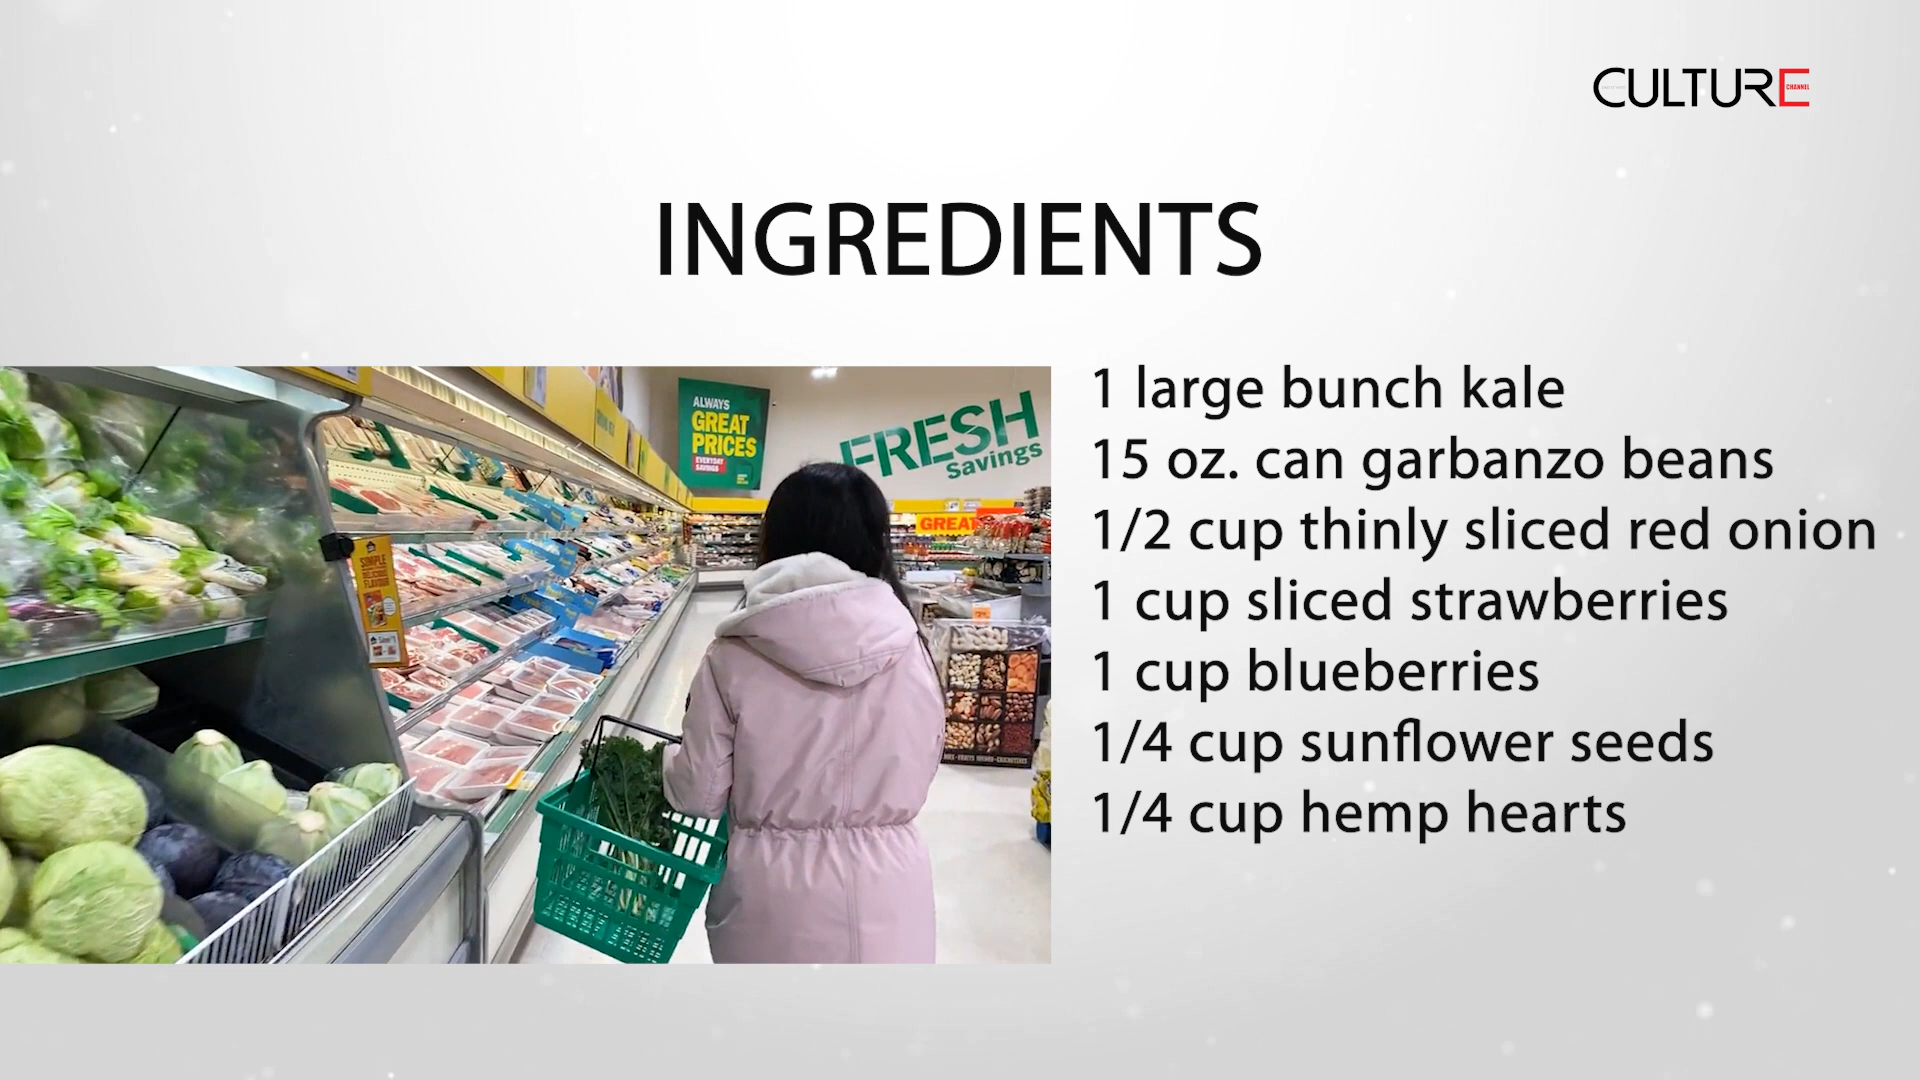 CULTURE
CHANNEL
INGREDIENTS
1 large bunch kale
15 oz. can garbanzo beans
1/2 cup thinly sliced red onion
1 cup sliced strawberries
1 cup blueberries
1/4 cup sunflower seeds
1/4 cup hemp hearts
ALWAYS
GREAT
PRICES
EVERYDAY
SAVINGS
FRESH
Savings
GREAT
SIMPLE